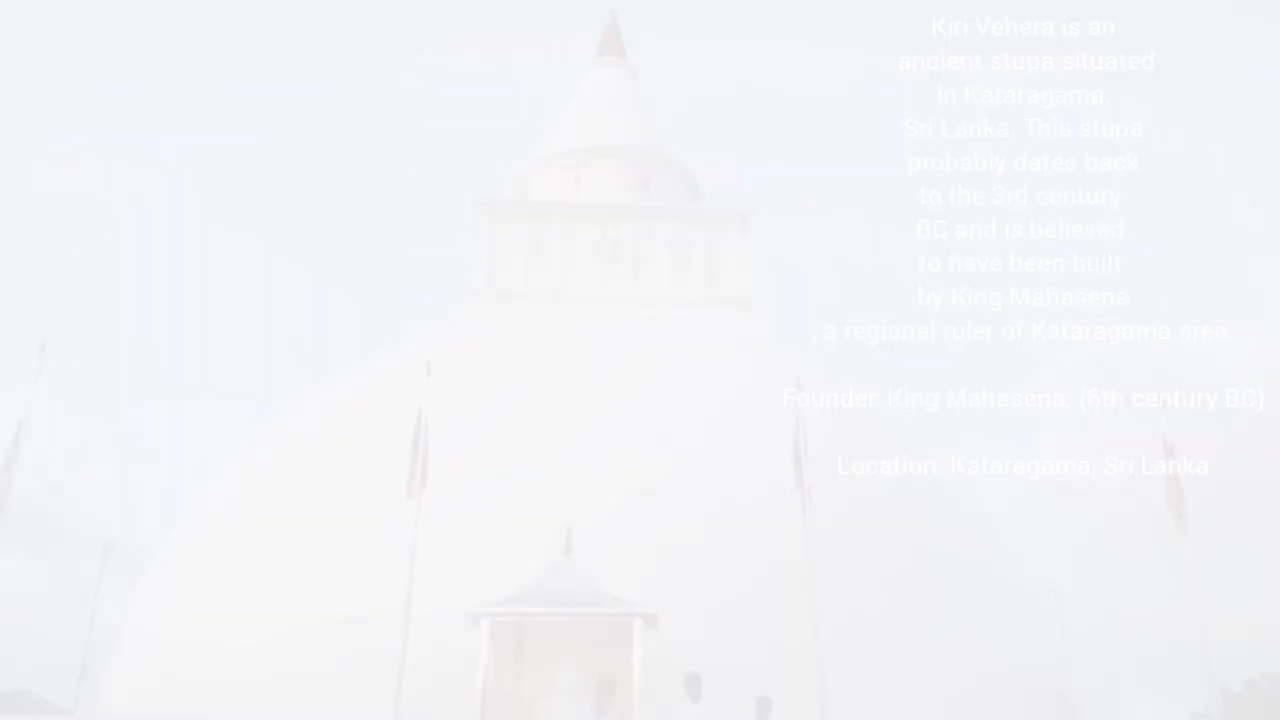 Kiri Vehera is an
ancient stupa situated
in Kataragama,
Sri Lanka. This stupa
probably dates back
to the 3rd century
BC and is believed
to have been built
by King Mahasena
, a regional ruler of Kataragama area.
Founder: King Mahasena, (6th century BC)
Location: Kataragama, Sri Lanka